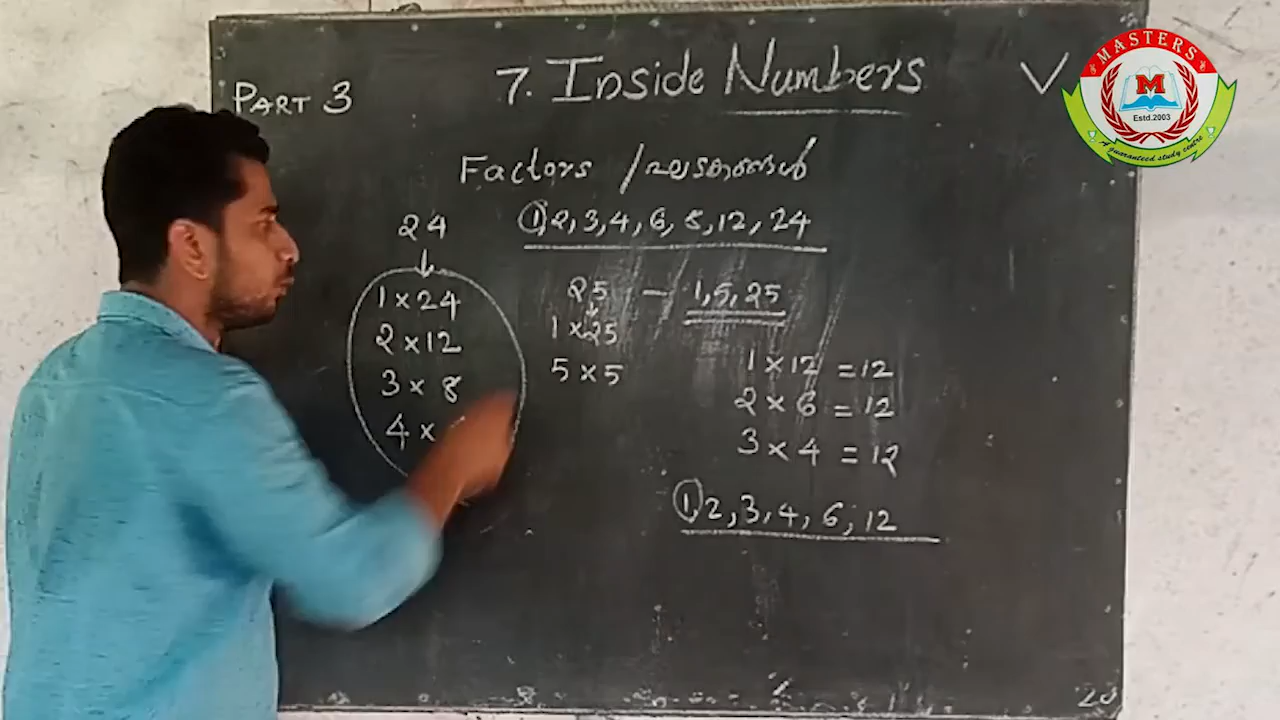 PART 3
7. Inside Numbers
V
MASTERS
M
Estd.2003
A guaranteed study centre
Factors / ഘടകങ്ങൾ
24
1, 2, 3, 4, 6, 8, 12, 24
1 x 24
2 x 12
3 x 8
4 x
25 — 1, 5, 25
1 x 25
5 x 5
1 x 12 = 12
2 x 6 = 12
3 x 4 = 12
1, 2, 3, 4, 6, 12